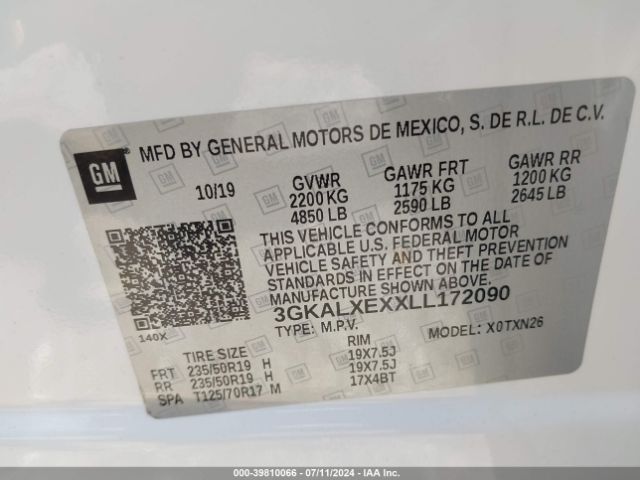 GM
MFD BY GENERAL MOTORS DE MEXICO, S. DE R.L. DE C.V.
10/19 GVWR GAWR FRT GAWR RR
2200 KG 1175 KG 1200 KG
4850 LB 2590 LB 2645 LB
THIS VEHICLE CONFORMS TO ALL
APPLICABLE U.S. FEDERAL MOTOR
VEHICLE SAFETY AND THEFT PREVENTION
STANDARDS IN EFFECT ON THE DATE OF
MANUFACTURE SHOWN ABOVE.
3GKALXEXXLL172090
140X TYPE: M.P.V. MODEL: X0TXN26
TIRE SIZE RIM
FRT 235/50R19 H 19X7.5J
RR 235/50R19 H 19X7.5J
SPA T125/70R17 M 17X4BT
000-39810066 - 07/11/2024 - IAAI.COM